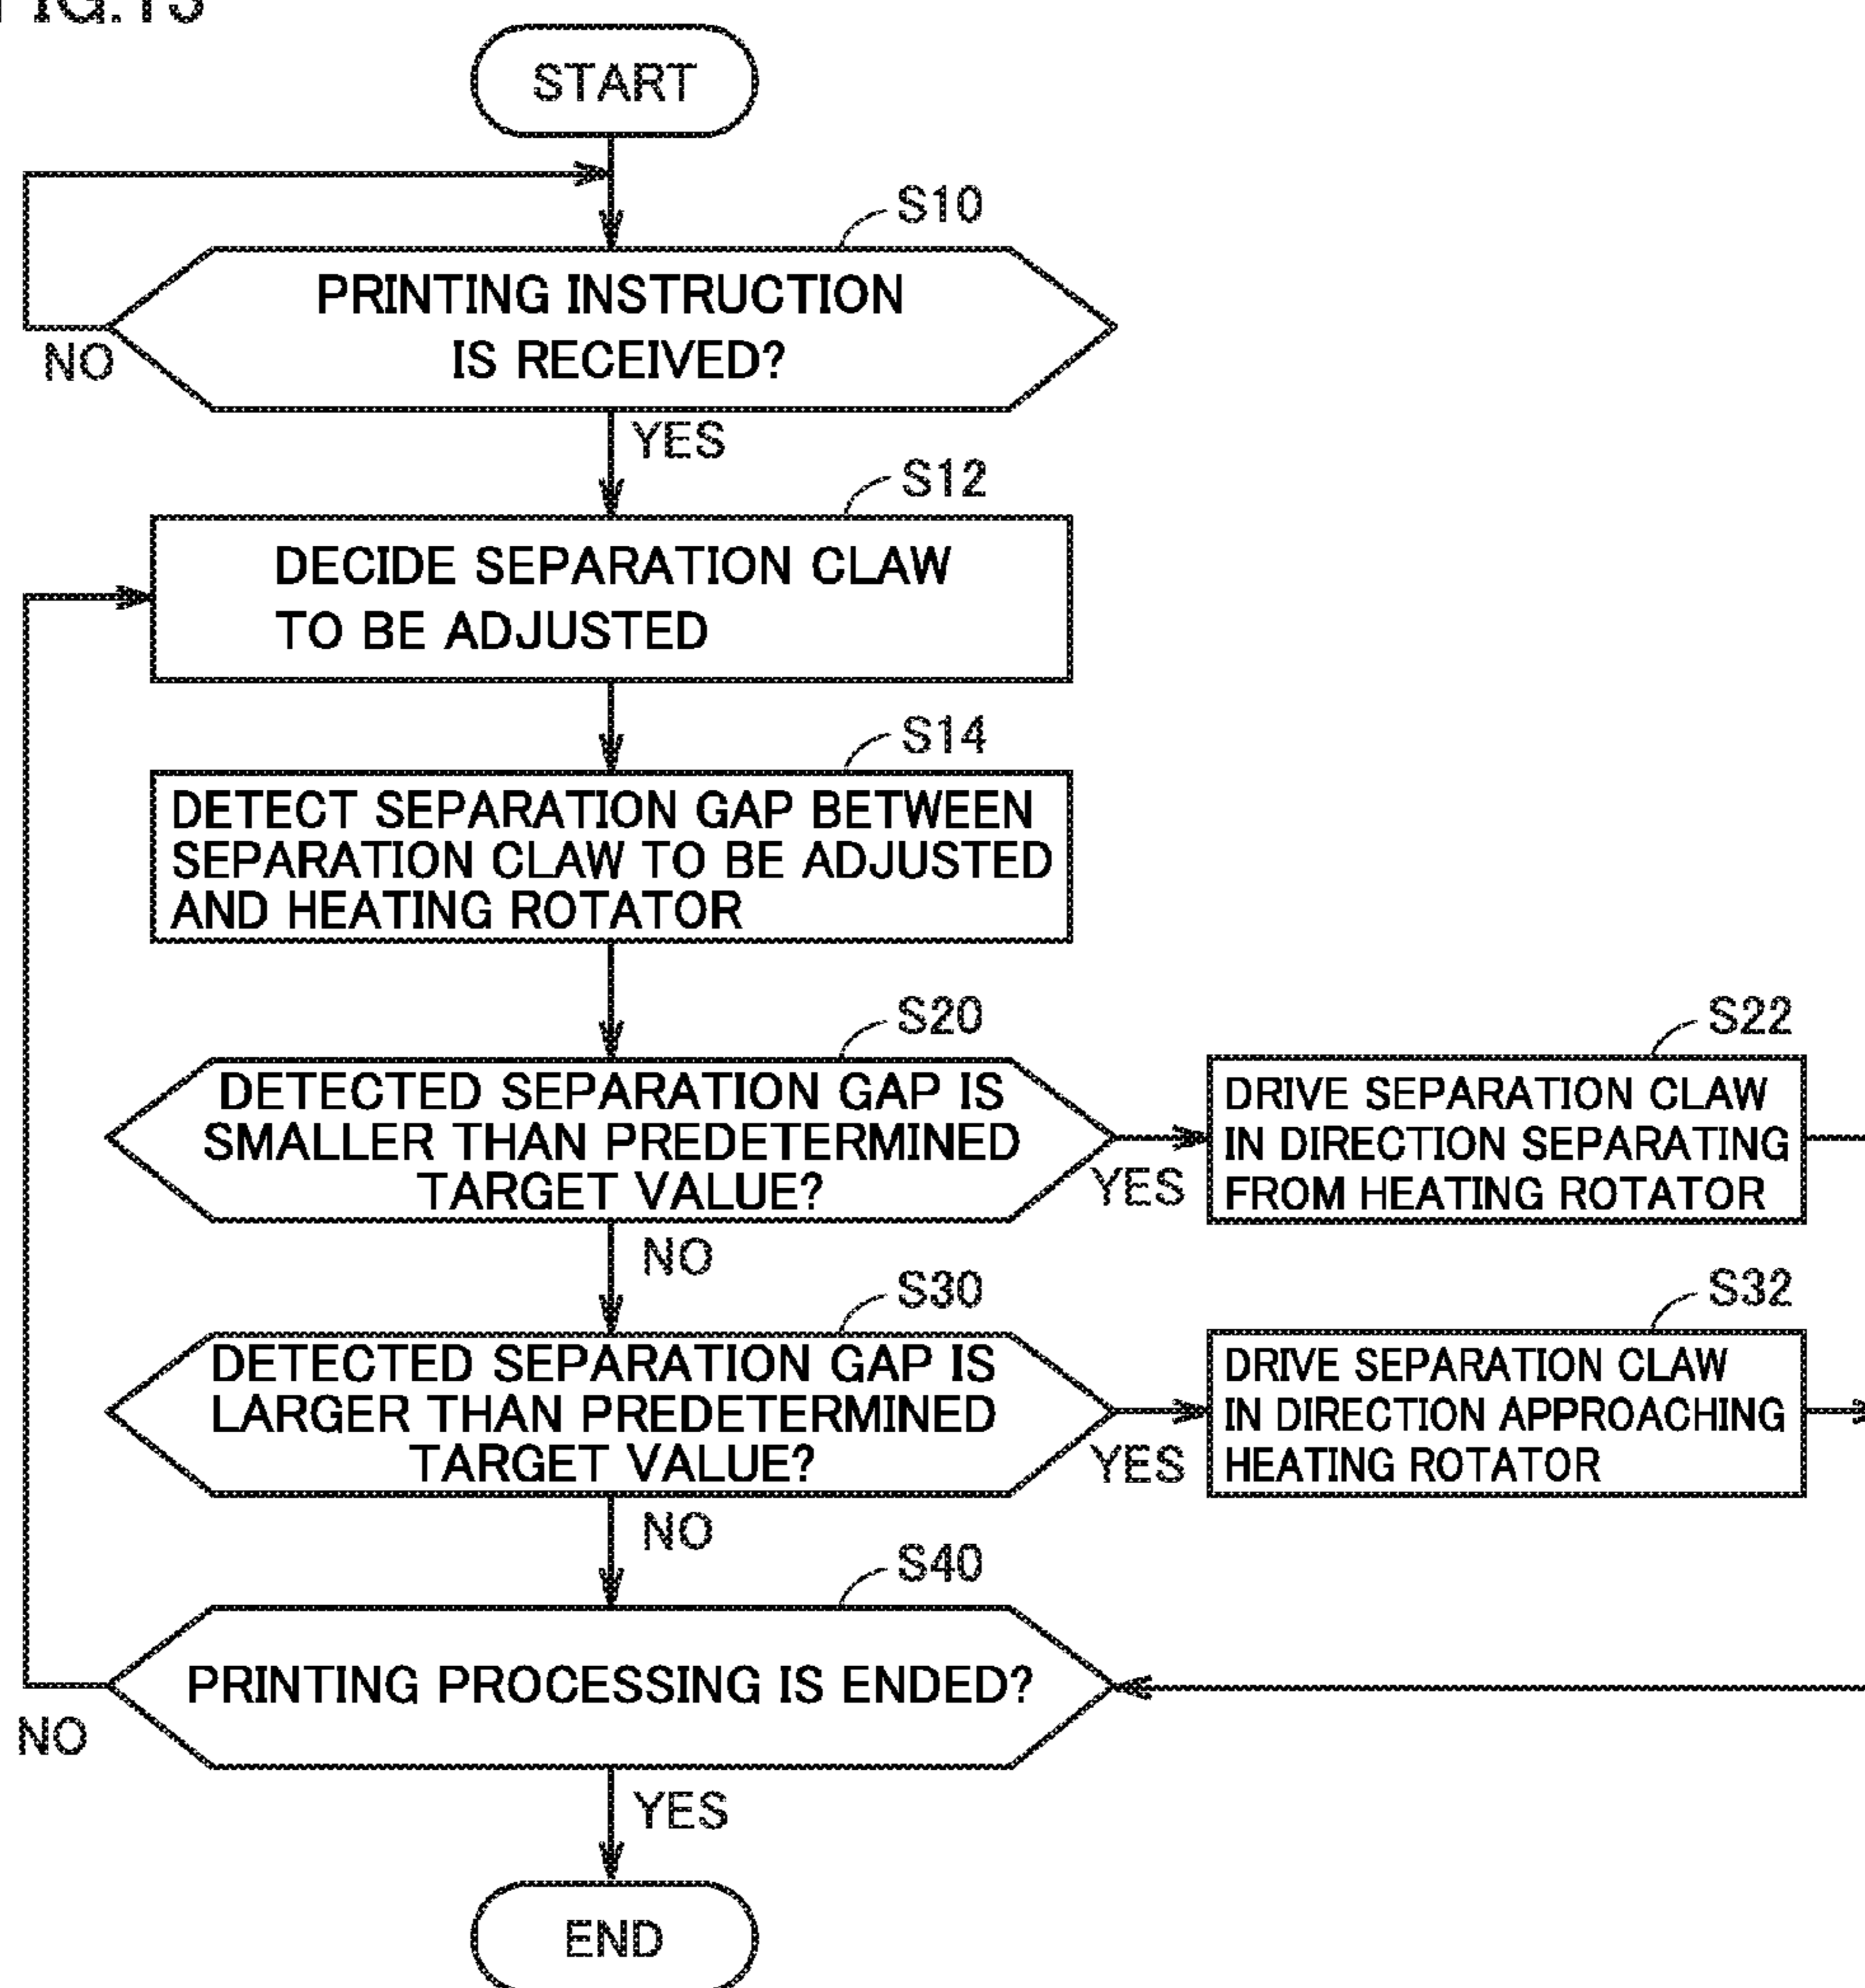 FIG.13
START
S10
PRINTING INSTRUCTION
IS RECEIVED?
NO
YES
S12
DECIDE SEPARATION CLAW
TO BE ADJUSTED
S14
DETECT SEPARATION GAP BETWEEN
SEPARATION CLAW TO BE ADJUSTED
AND HEATING ROTATOR
S20
DETECTED SEPARATION GAP IS
SMALLER THAN PREDETERMINED
TARGET VALUE?
YES
S22
DRIVE SEPARATION CLAW
IN DIRECTION SEPARATING
FROM HEATING ROTATOR
NO
S30
DETECTED SEPARATION GAP IS
LARGER THAN PREDETERMINED
TARGET VALUE?
YES
S32
DRIVE SEPARATION CLAW
IN DIRECTION APPROACHING
HEATING ROTATOR
NO
S40
PRINTING PROCESSING IS ENDED?
NO
YES
END